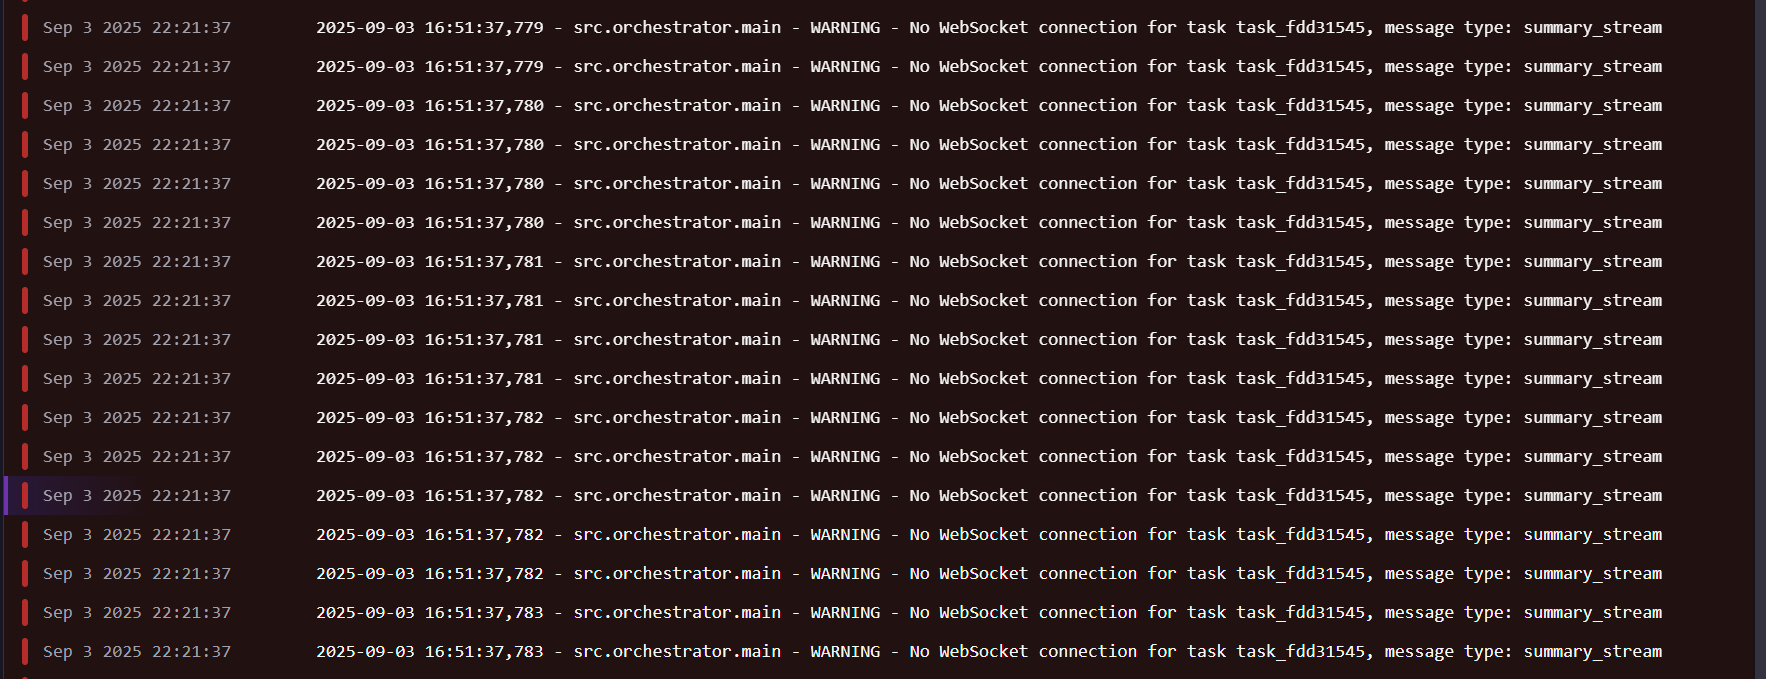 Sep 3 2025 22:21:37 2025-09-03 16:51:37,779 - src.orchestrator.main - WARNING - No WebSocket connection for task task_fdd31545, message type: summary_stream
Sep 3 2025 22:21:37 2025-09-03 16:51:37,779 - src.orchestrator.main - WARNING - No WebSocket connection for task task_fdd31545, message type: summary_stream
Sep 3 2025 22:21:37 2025-09-03 16:51:37,780 - src.orchestrator.main - WARNING - No WebSocket connection for task task_fdd31545, message type: summary_stream
Sep 3 2025 22:21:37 2025-09-03 16:51:37,780 - src.orchestrator.main - WARNING - No WebSocket connection for task task_fdd31545, message type: summary_stream
Sep 3 2025 22:21:37 2025-09-03 16:51:37,780 - src.orchestrator.main - WARNING - No WebSocket connection for task task_fdd31545, message type: summary_stream
Sep 3 2025 22:21:37 2025-09-03 16:51:37,780 - src.orchestrator.main - WARNING - No WebSocket connection for task task_fdd31545, message type: summary_stream
Sep 3 2025 22:21:37 2025-09-03 16:51:37,781 - src.orchestrator.main - WARNING - No WebSocket connection for task task_fdd31545, message type: summary_stream
Sep 3 2025 22:21:37 2025-09-03 16:51:37,781 - src.orchestrator.main - WARNING - No WebSocket connection for task task_fdd31545, message type: summary_stream
Sep 3 2025 22:21:37 2025-09-03 16:51:37,781 - src.orchestrator.main - WARNING - No WebSocket connection for task task_fdd31545, message type: summary_stream
Sep 3 2025 22:21:37 2025-09-03 16:51:37,781 - src.orchestrator.main - WARNING - No WebSocket connection for task task_fdd31545, message type: summary_stream
Sep 3 2025 22:21:37 2025-09-03 16:51:37,782 - src.orchestrator.main - WARNING - No WebSocket connection for task task_fdd31545, message type: summary_stream
Sep 3 2025 22:21:37 2025-09-03 16:51:37,782 - src.orchestrator.main - WARNING - No WebSocket connection for task task_fdd31545, message type: summary_stream
Sep 3 2025 22:21:37 2025-09-03 16:51:37,782 - src.orchestrator.main - WARNING - No WebSocket connection for task task_fdd31545, message type: summary_stream
Sep 3 2025 22:21:37 2025-09-03 16:51:37,782 - src.orchestrator.main - WARNING - No WebSocket connection for task task_fdd31545, message type: summary_stream
Sep 3 2025 22:21:37 2025-09-03 16:51:37,782 - src.orchestrator.main - WARNING - No WebSocket connection for task task_fdd31545, message type: summary_stream
Sep 3 2025 22:21:37 2025-09-03 16:51:37,783 - src.orchestrator.main - WARNING - No WebSocket connection for task task_fdd31545, message type: summary_stream
Sep 3 2025 22:21:37 2025-09-03 16:51:37,783 - src.orchestrator.main - WARNING - No WebSocket connection for task task_fdd31545, message type: summary_stream